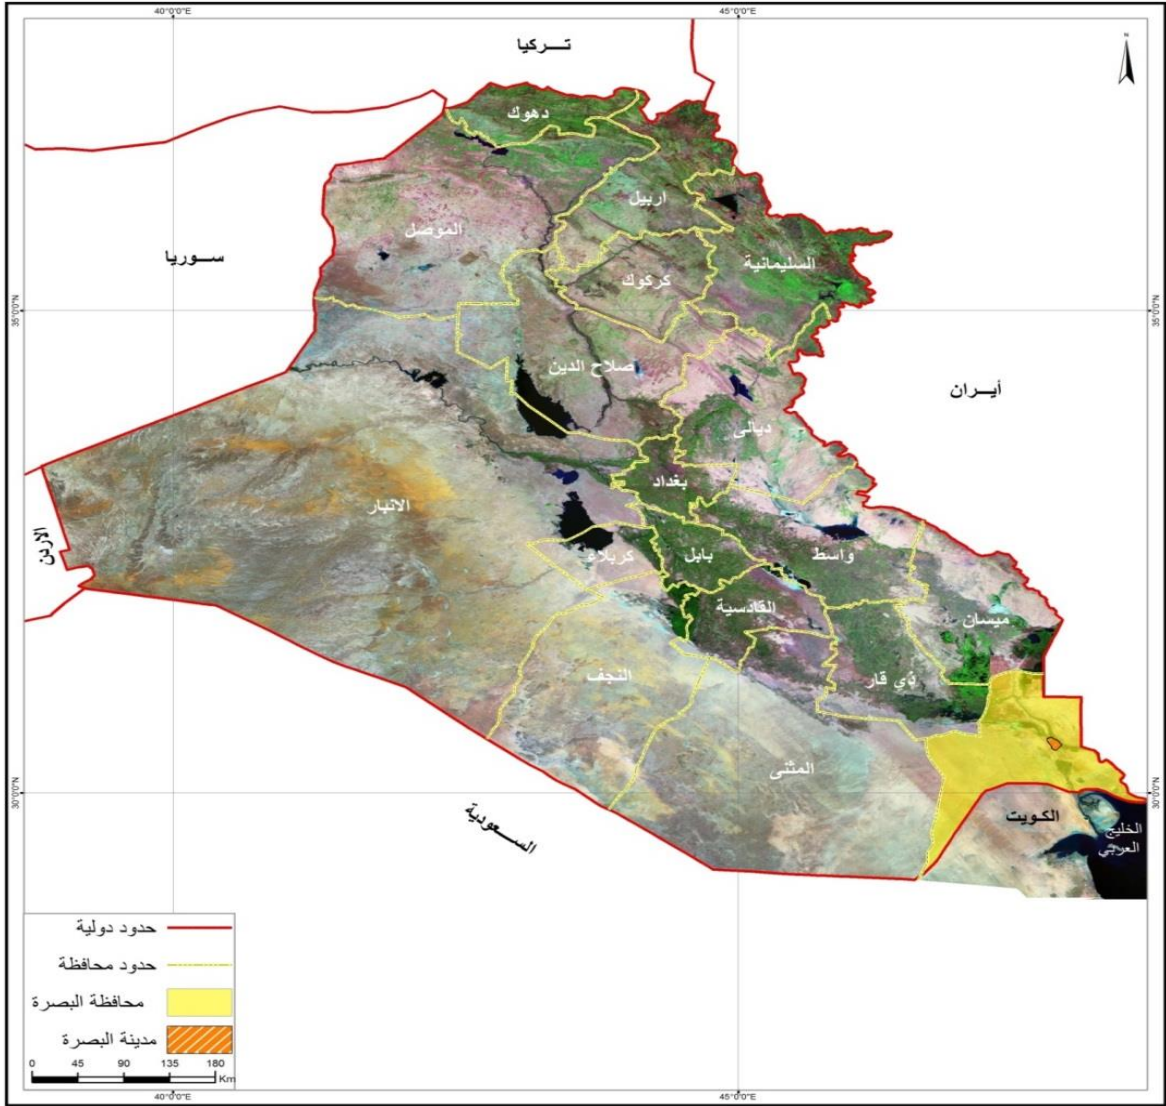 40°0'0"E
45°0'0"E
N
تـــركيا
دهوك
اربيل
الموصل
سـوريا
السليمانية
كركوك
35°0'0"N
35°0'0"N
صلاح الدين
أيـــران
ديالى
بغداد
الانبار
الاردن
واسط
بابل
كربلاء
القادسية
ميسان
النجف
ذي قار
المثنى
30°0'0"N
30°0'0"N
الكويت
الخليج
العربي
الســـعودية
حدود دولية
حدود محافظة
محافظة البصرة
مدينة البصرة
0 45 90 135 180
Km
40°0'0"E
45°0'0"E